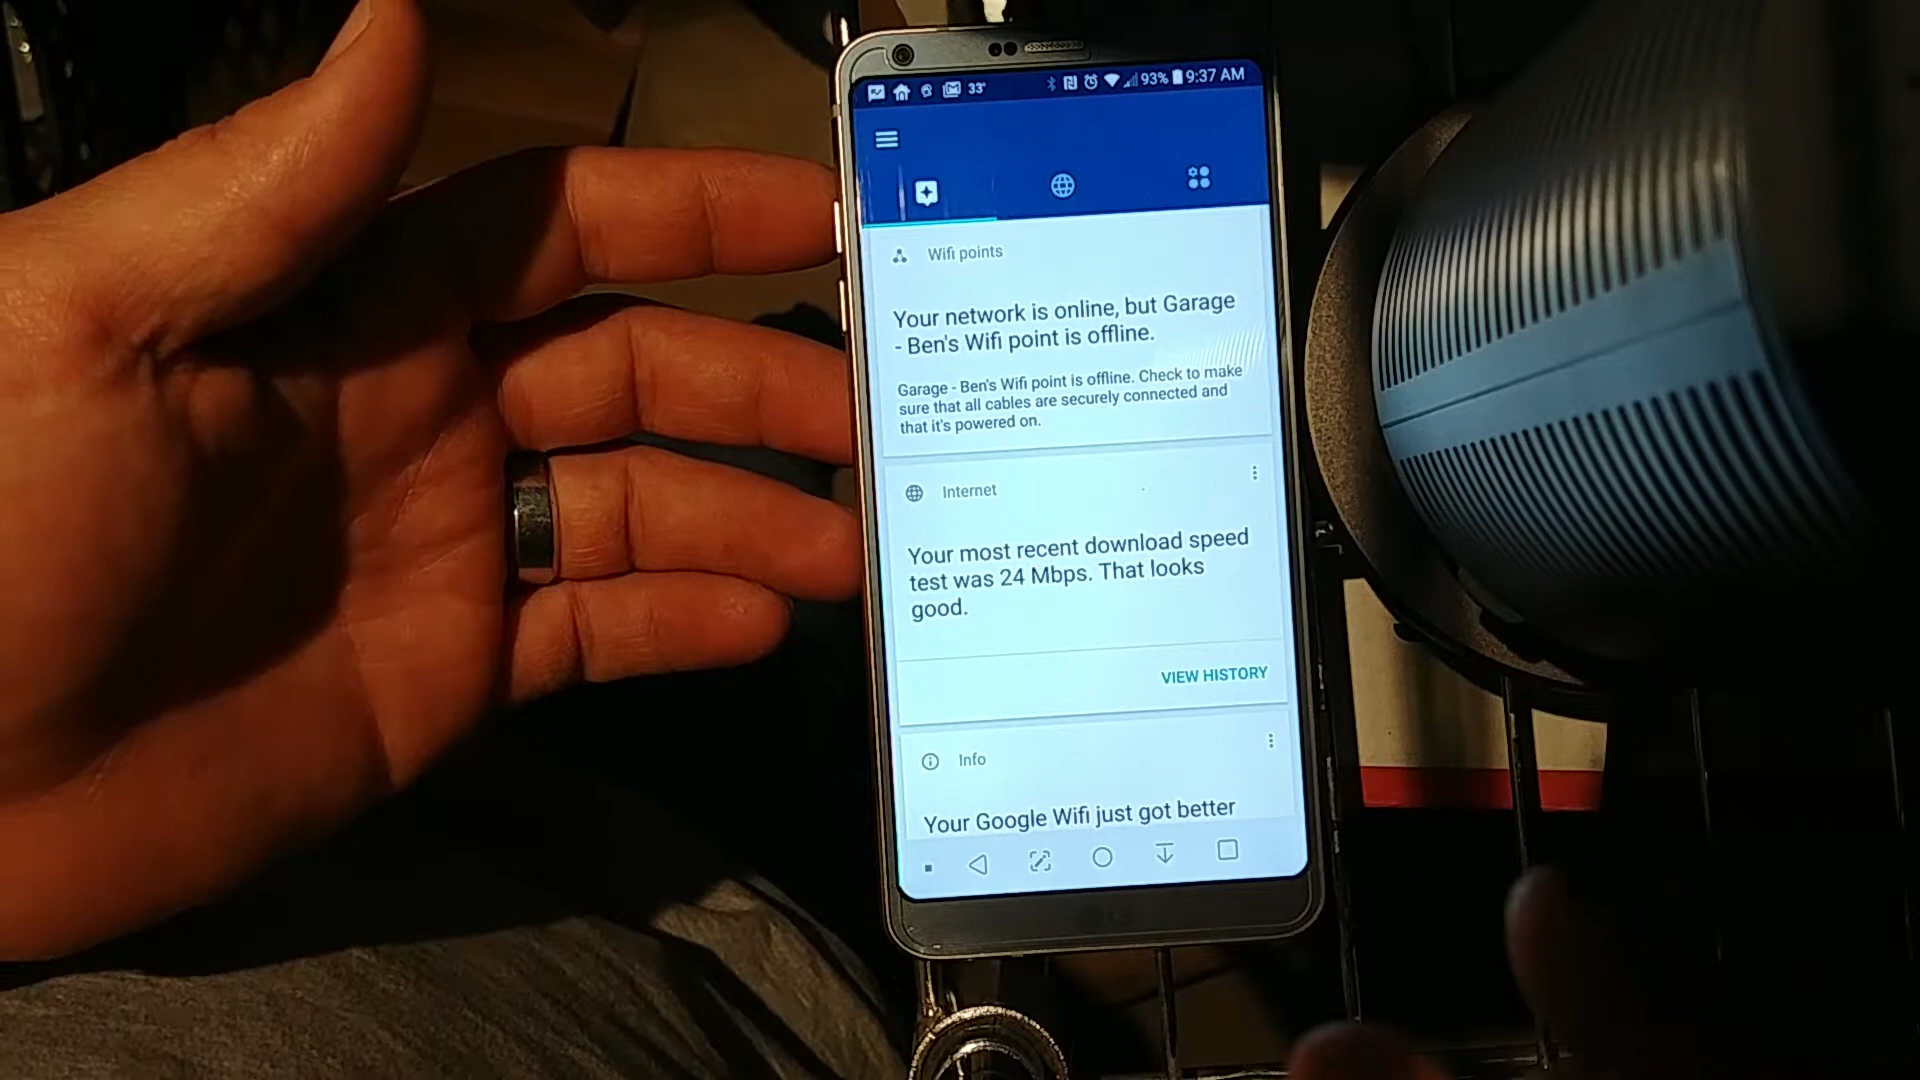 33°
93% 9:37 AM
Wifi points
Your network is online, but Garage
- Ben's Wifi point is offline.
Garage - Ben's Wifi point is offline. Check to make
sure that all cables are securely connected and
that it's powered on.
Internet
Your most recent download speed
test was 24 Mbps. That looks
good.
VIEW HISTORY
Info
Your Google Wifi just got better